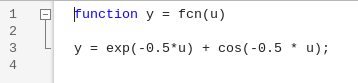 1 function y = fcn(u)
2
3 y = exp(-0.5*u) + cos(-0.5 * u);
4